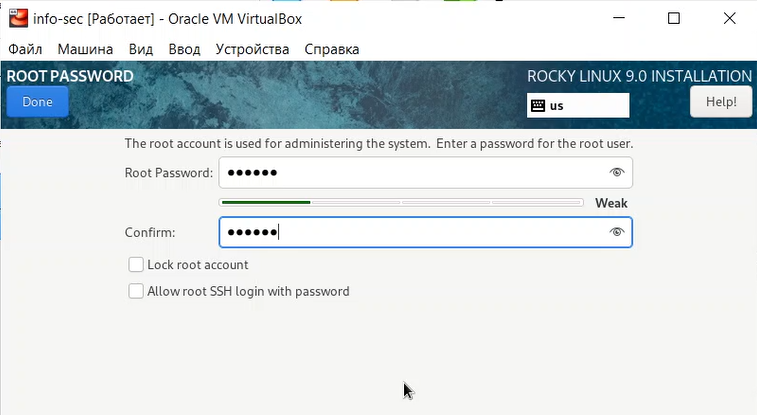 info-sec [Работает] - Oracle VM VirtualBox
Файл Машина Вид Ввод Устройства Справка
ROOT PASSWORD
ROCKY LINUX 9.0 INSTALLATION
Done
us
Help!
The root account is used for administering the system. Enter a password for the root user.
Root Password: ●●●●●●
Weak
Confirm: ●●●●●●
Lock root account
Allow root SSH login with password